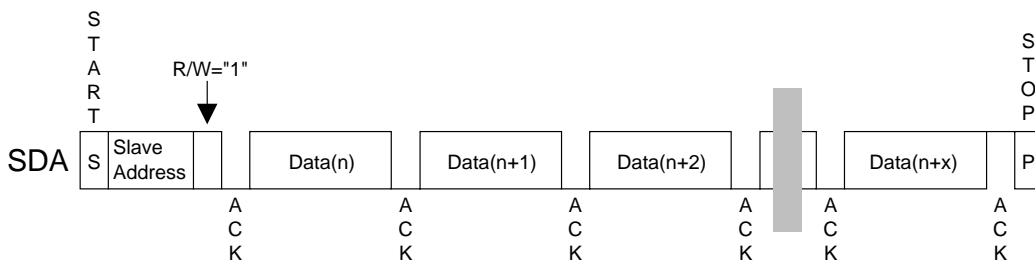 START
STOP
R/W="1"
SDA
S
Slave
Address
Data(n)
Data(n+1)
Data(n+2)
Data(n+x)
P
ACK
ACK
ACK
ACK
ACK
ACK